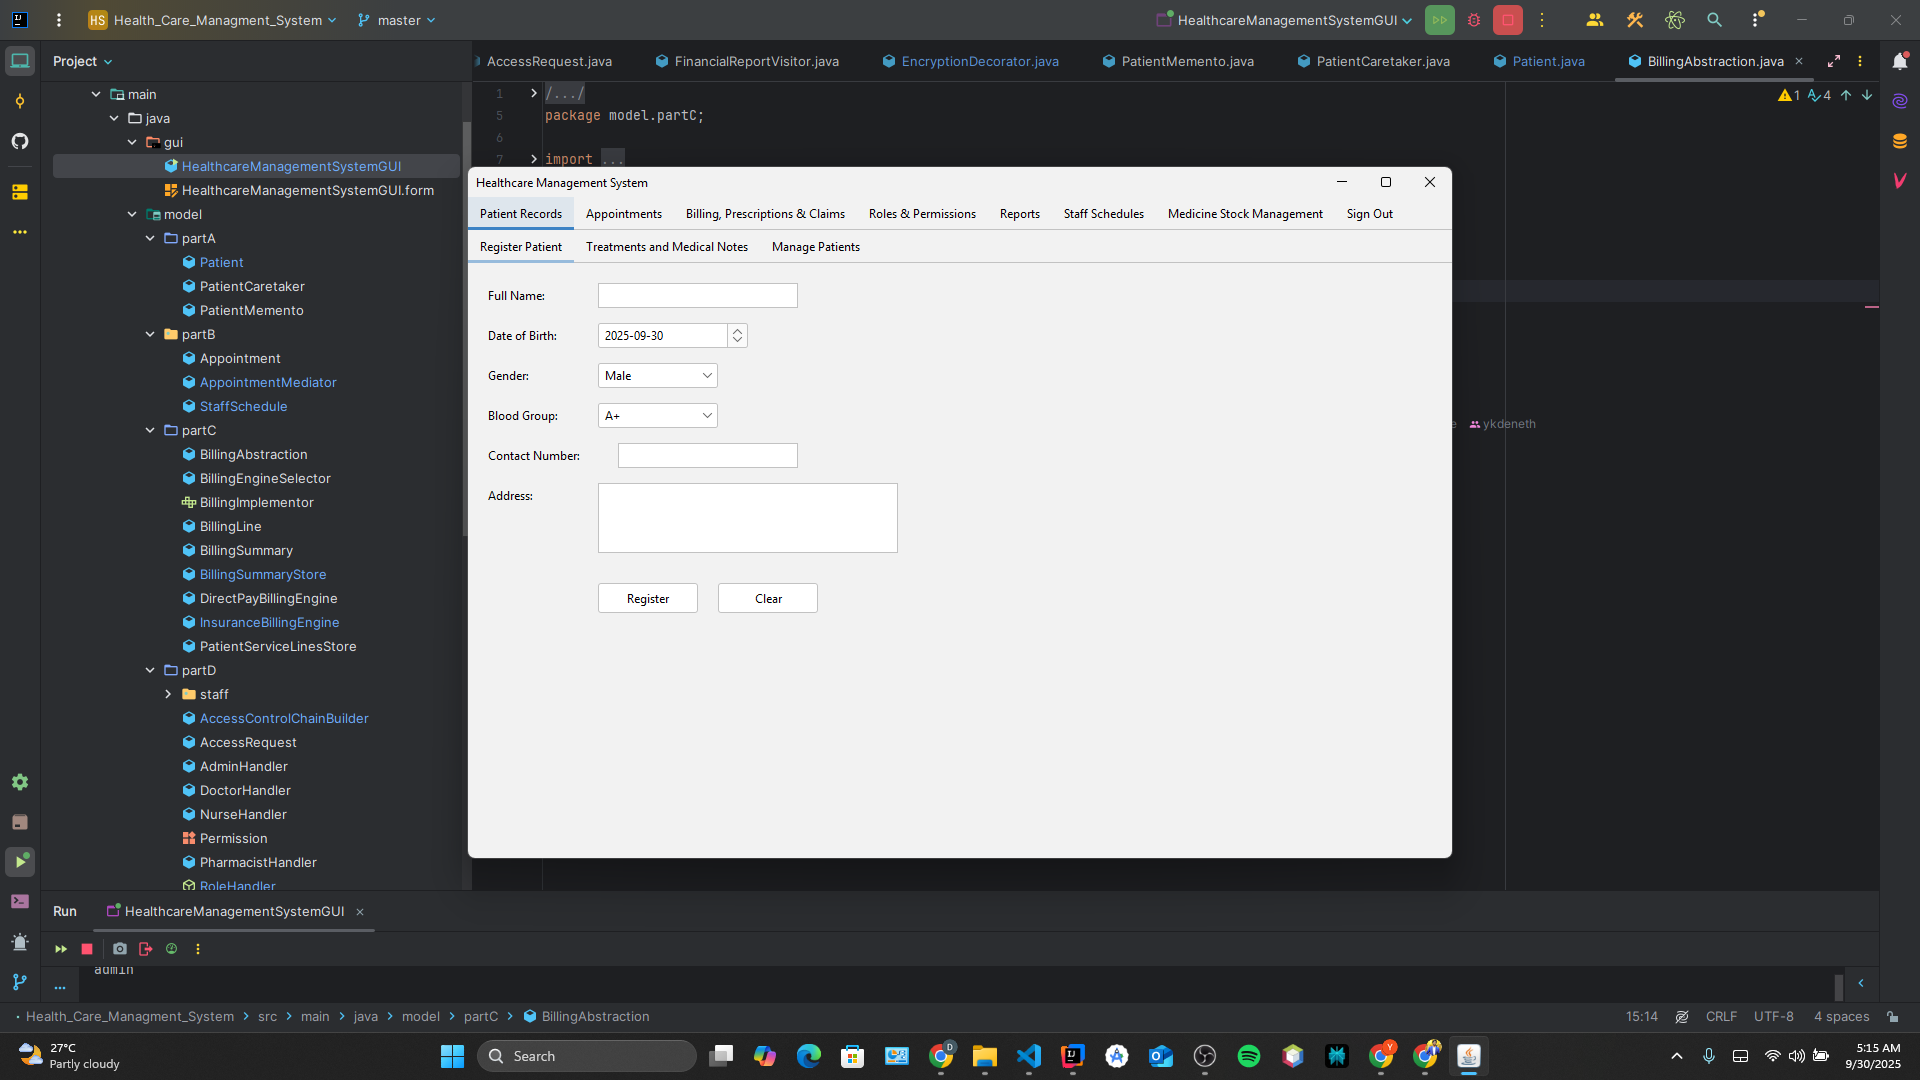 HS Health_Care_Managment_System master HealthcareManagementSystemGUI
Project
AccessRequest.java FinancialReportVisitor.java EncryptionDecorator.java PatientMemento.java PatientCaretaker.java Patient.java BillingAbstraction.java
main
java
gui
HealthcareManagementSystemGUI
HealthcareManagementSystemGUI.form
model
partA
Patient
PatientCaretaker
PatientMemento
partB
Appointment
AppointmentMediator
StaffSchedule
partC
BillingAbstraction
BillingEngineSelector
BillingImplementor
BillingLine
BillingSummary
BillingSummaryStore
DirectPayBillingEngine
InsuranceBillingEngine
PatientServiceLinesStore
partD
staff
AccessControlChainBuilder
AccessRequest
AdminHandler
DoctorHandler
NurseHandler
Permission
PharmacistHandler
RoleHandler
1 /.../
5 package model.partC;
6
7 import ...
1 4
ykdeneth
Healthcare Management System
Patient Records Appointments Billing, Prescriptions & Claims Roles & Permissions Reports Staff Schedules Medicine Stock Management Sign Out
Register Patient Treatments and Medical Notes Manage Patients
Full Name:
Date of Birth: 2025-09-30
Gender: Male
Blood Group: A+
Contact Number:
Address:
Register Clear
Run HealthcareManagementSystemGUI
admin
Health_Care_Managment_System src main java model partC BillingAbstraction
15:14 CRLF UTF-8 4 spaces
27°C
Partly cloudy
Search
D
Y
5:15 AM
9/30/2025